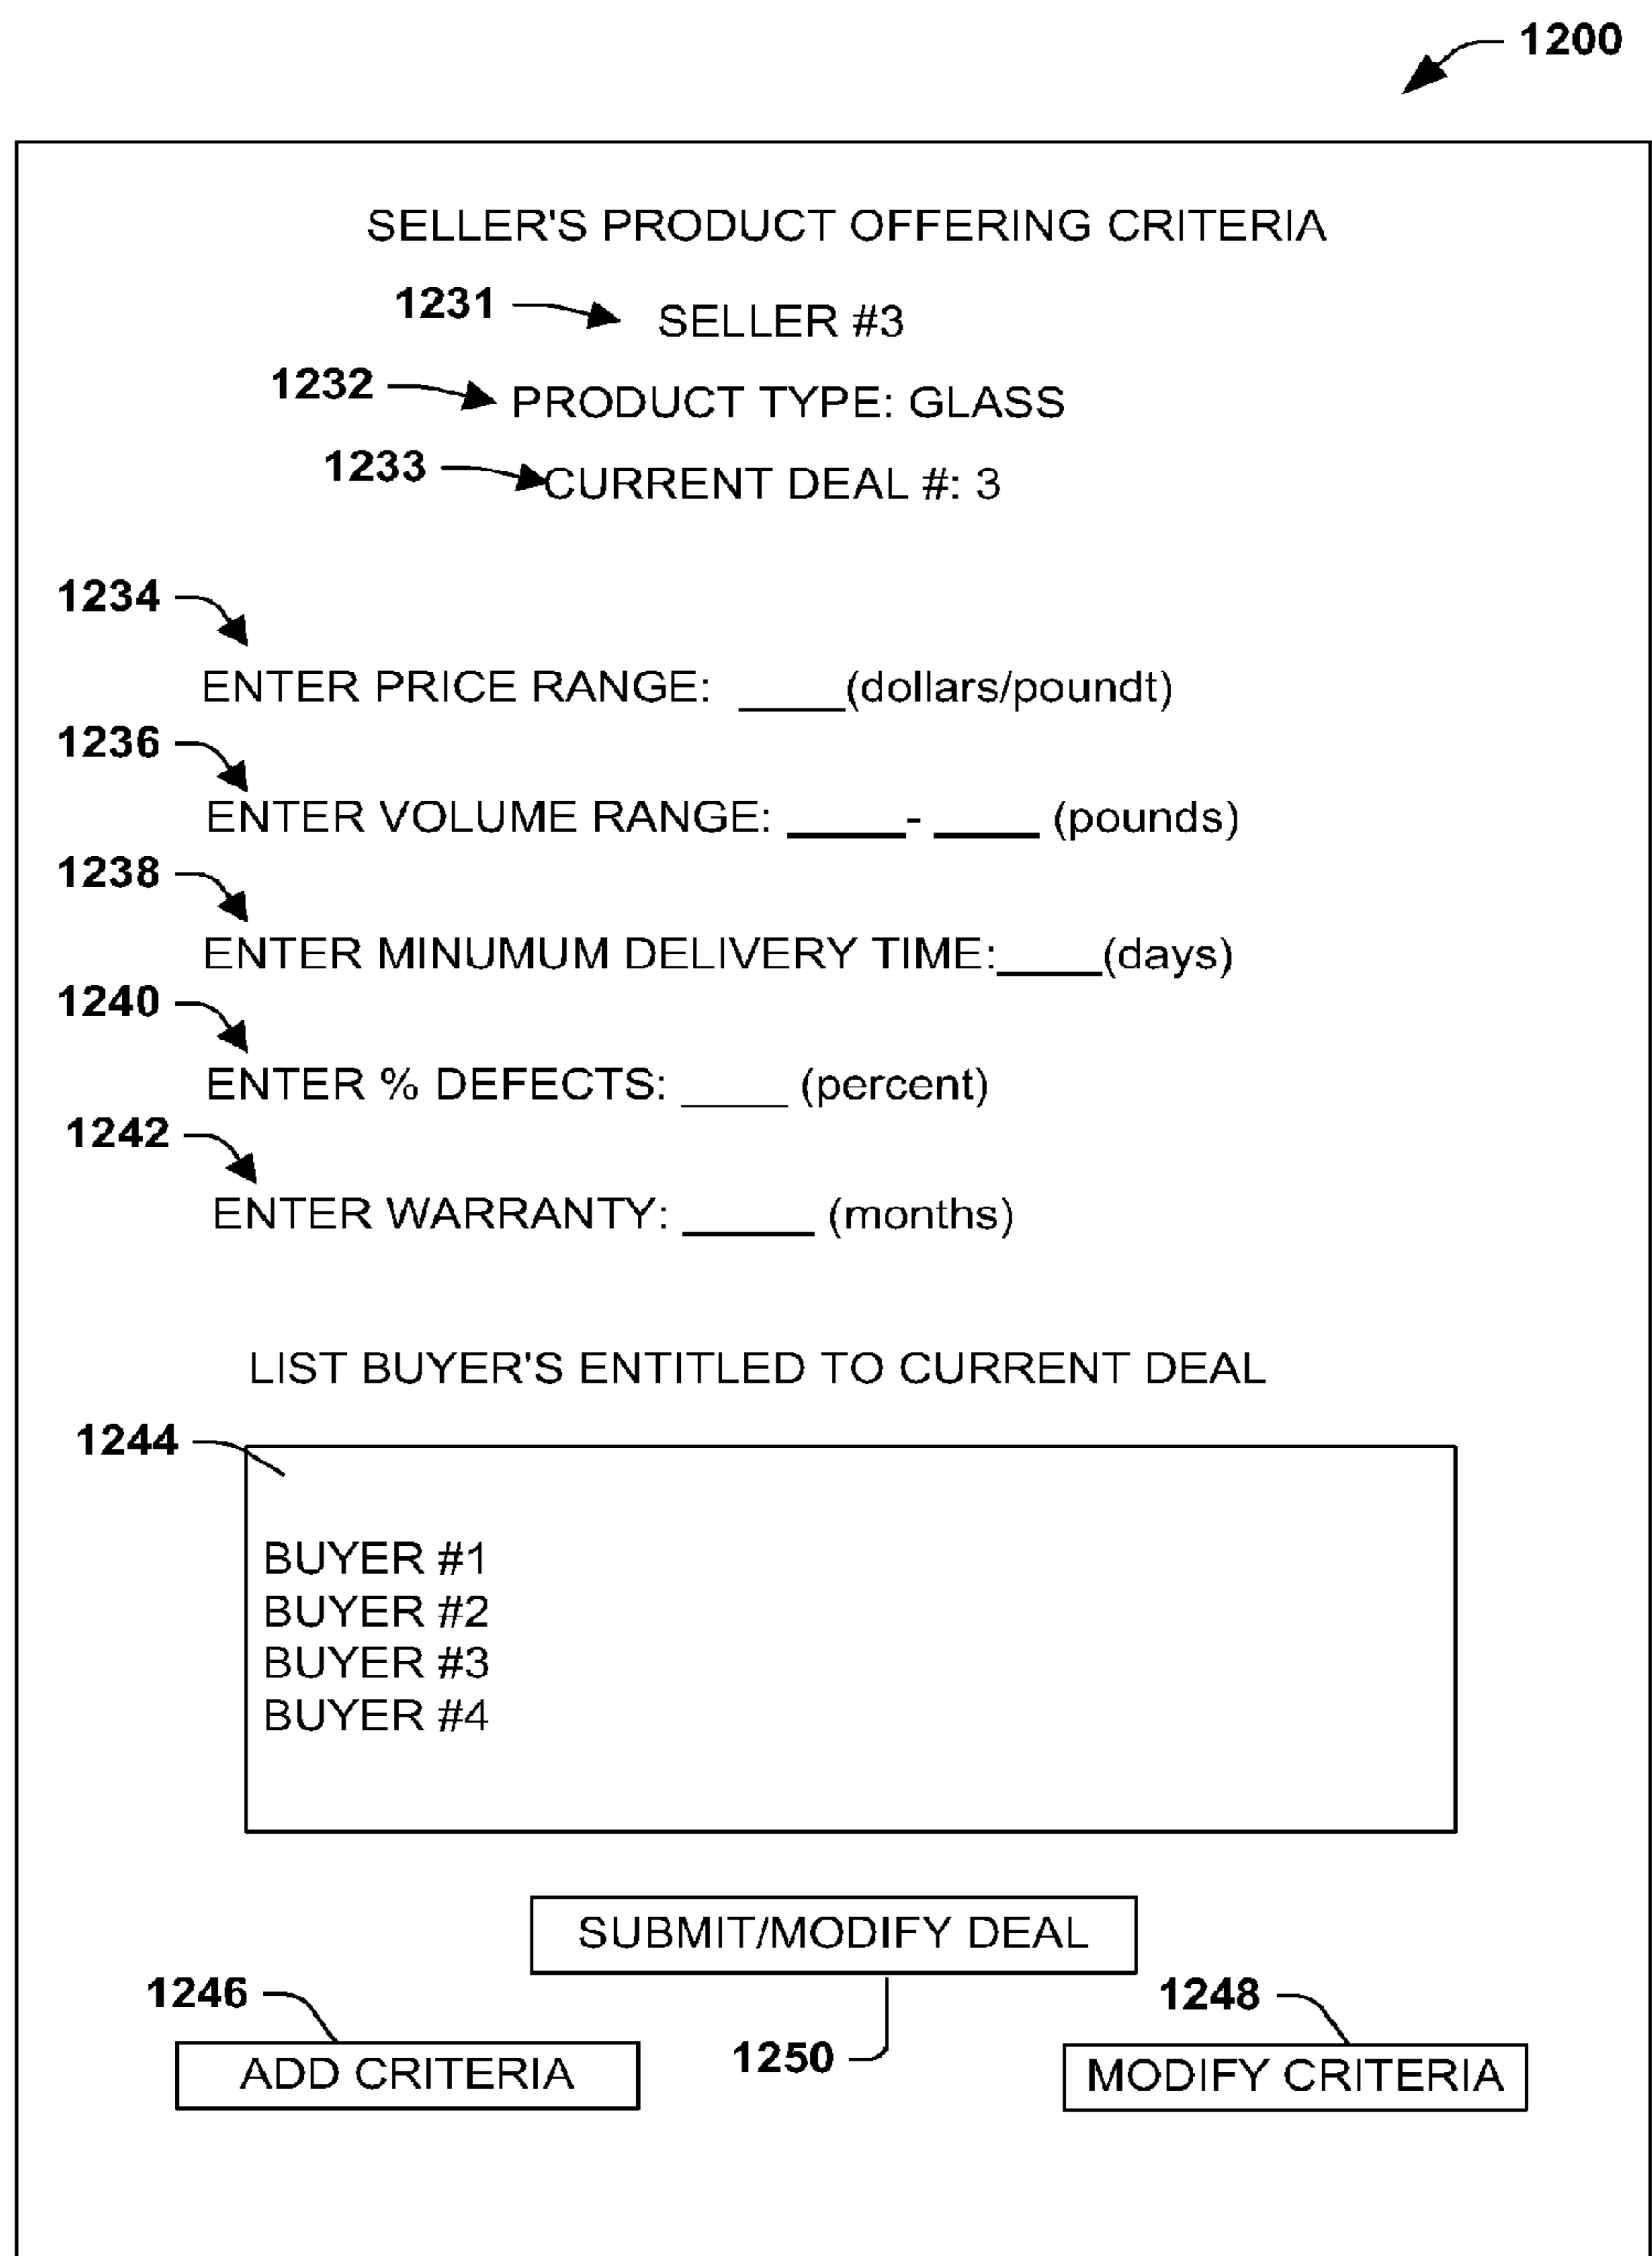 1200
SELLER'S PRODUCT OFFERING CRITERIA
1231 SELLER #3
1232 PRODUCT TYPE: GLASS
1233 CURRENT DEAL #: 3
1234
ENTER PRICE RANGE: ____(dollars/poundt)
1236
ENTER VOLUME RANGE: ____- ____ (pounds)
1238
ENTER MINUMUM DELIVERY TIME:____(days)
1240
ENTER % DEFECTS: ____ (percent)
1242
ENTER WARRANTY: _____ (months)
LIST BUYER'S ENTITLED TO CURRENT DEAL
1244
BUYER #1
BUYER #2
BUYER #3
BUYER #4
SUBMIT/MODIFY DEAL
1246 1248
1250
ADD CRITERIA MODIFY CRITERIA